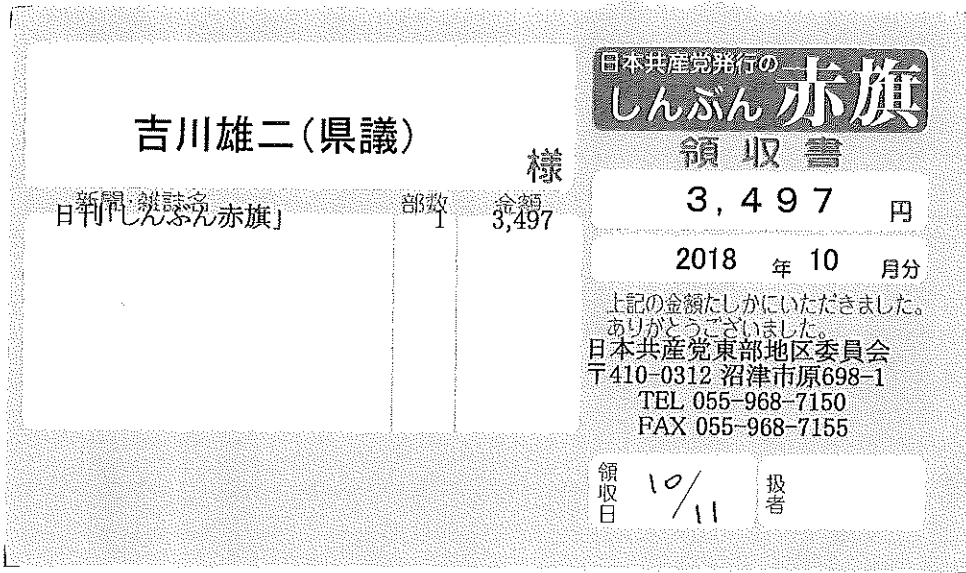 吉川雄二(県議)
様
新聞・雑誌名 部数 金額
日刊「しんぶん赤旗」 1 3,497
日本共産党発行の
しんぶん赤旗
領収書
3,497 円
2018 年 10 月分
上記の金額たしかにいただきました。
ありがとうございました。
日本共産党東部地区委員会
〒410-0312 沼津市原698-1
TEL 055-968-7150
FAX 055-968-7155
領収日 10/11
扱者